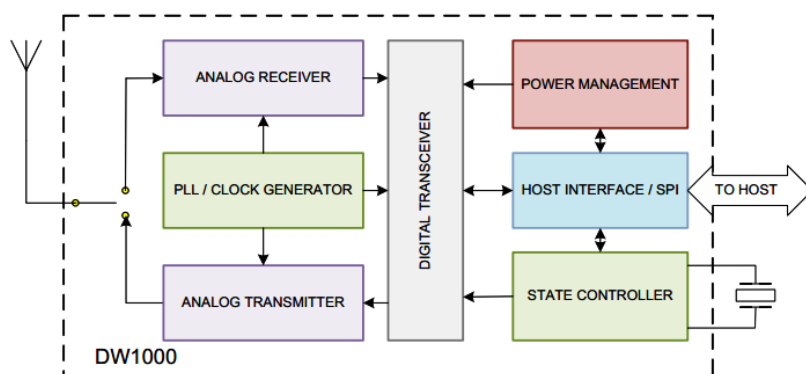 ANALOG RECEIVER
POWER MANAGEMENT
DIGITAL TRANSCEIVER
PLL / CLOCK GENERATOR
HOST INTERFACE / SPI
TO HOST
ANALOG TRANSMITTER
STATE CONTROLLER
DW1000